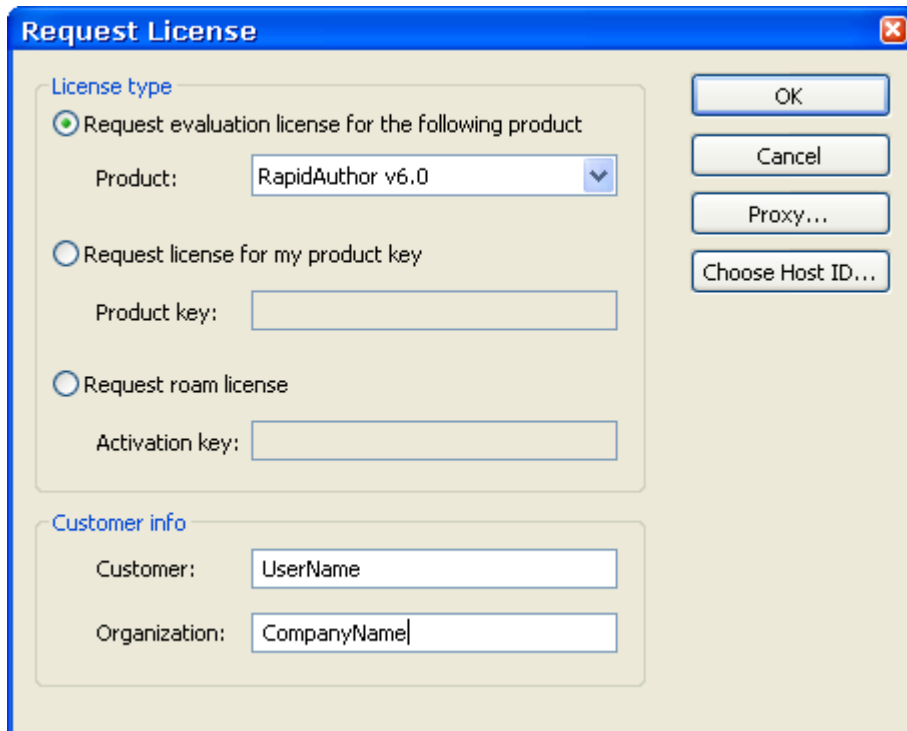 Request License
License type
Request evaluation license for the following product
Product: RapidAuthor v6.0
Request license for my product key
Product key:
Request roam license
Activation key:
Customer info
Customer: UserName
Organization: CompanyName
OK
Cancel
Proxy...
Choose Host ID...